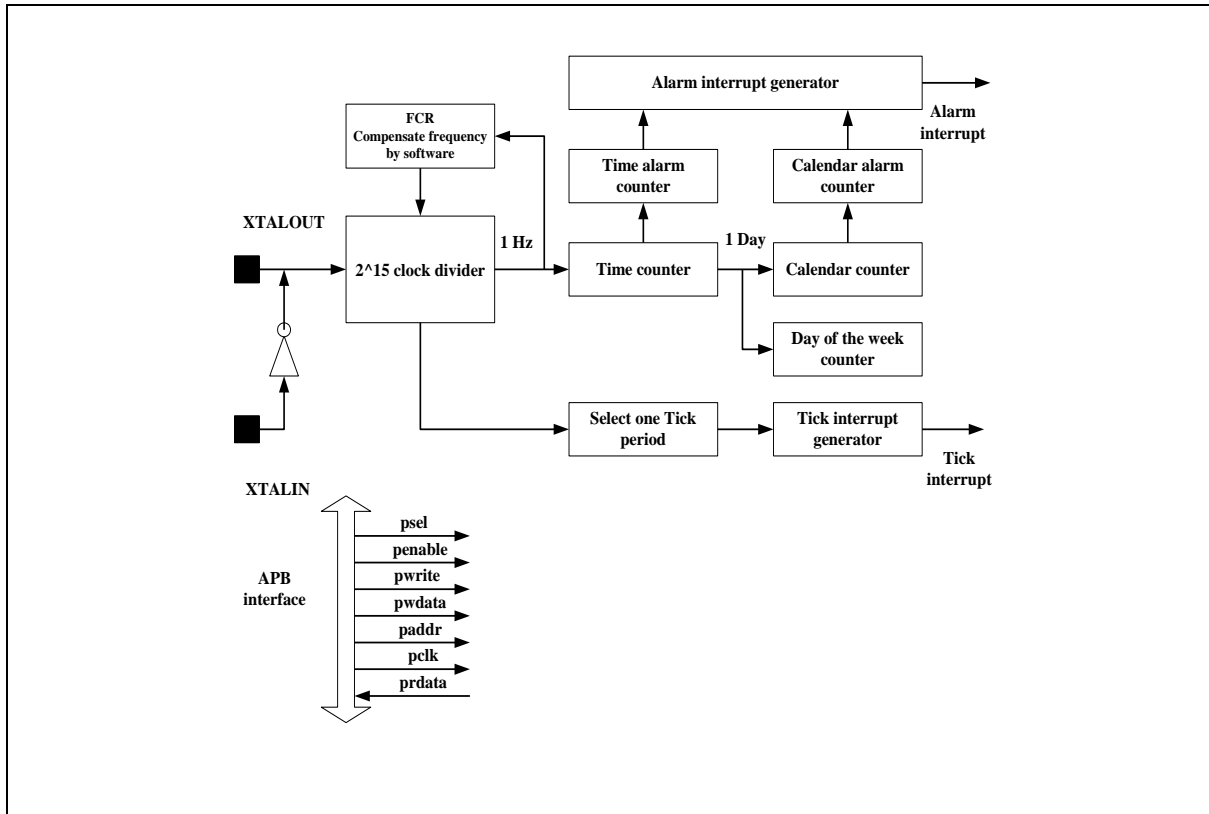 Alarm interrupt generator
Alarm
interrupt
FCR
Compensate frequency
by software
Time alarm
counter
Calendar alarm
counter
XTALOUT
2^15 clock divider
1 Hz
Time counter
1 Day
Calendar counter
Day of the week
counter
Select one Tick
period
Tick interrupt
generator
Tick
interrupt
XTALIN
APB
interface
psel
penable
pwrite
pwdata
paddr
pclk
prdata